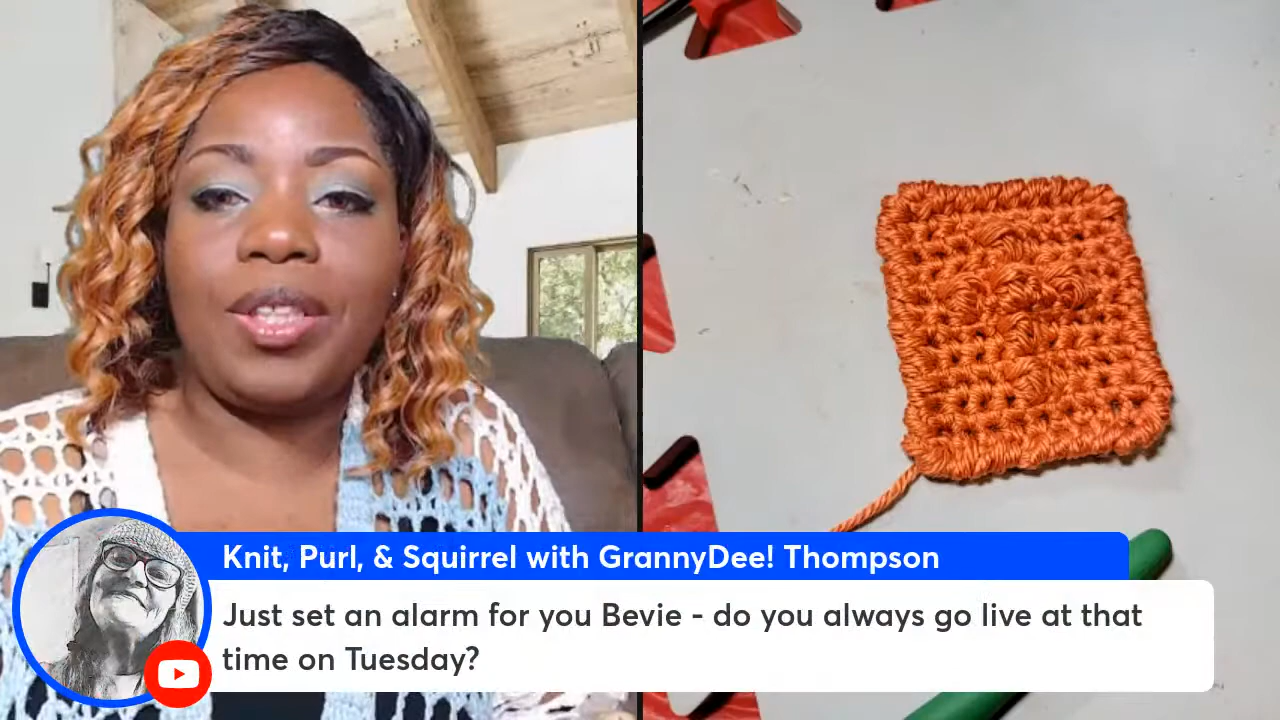 Knit, Purl, & Squirrel with GrannyDee! Thompson
Just set an alarm for you Bevie - do you always go live at that
time on Tuesday?